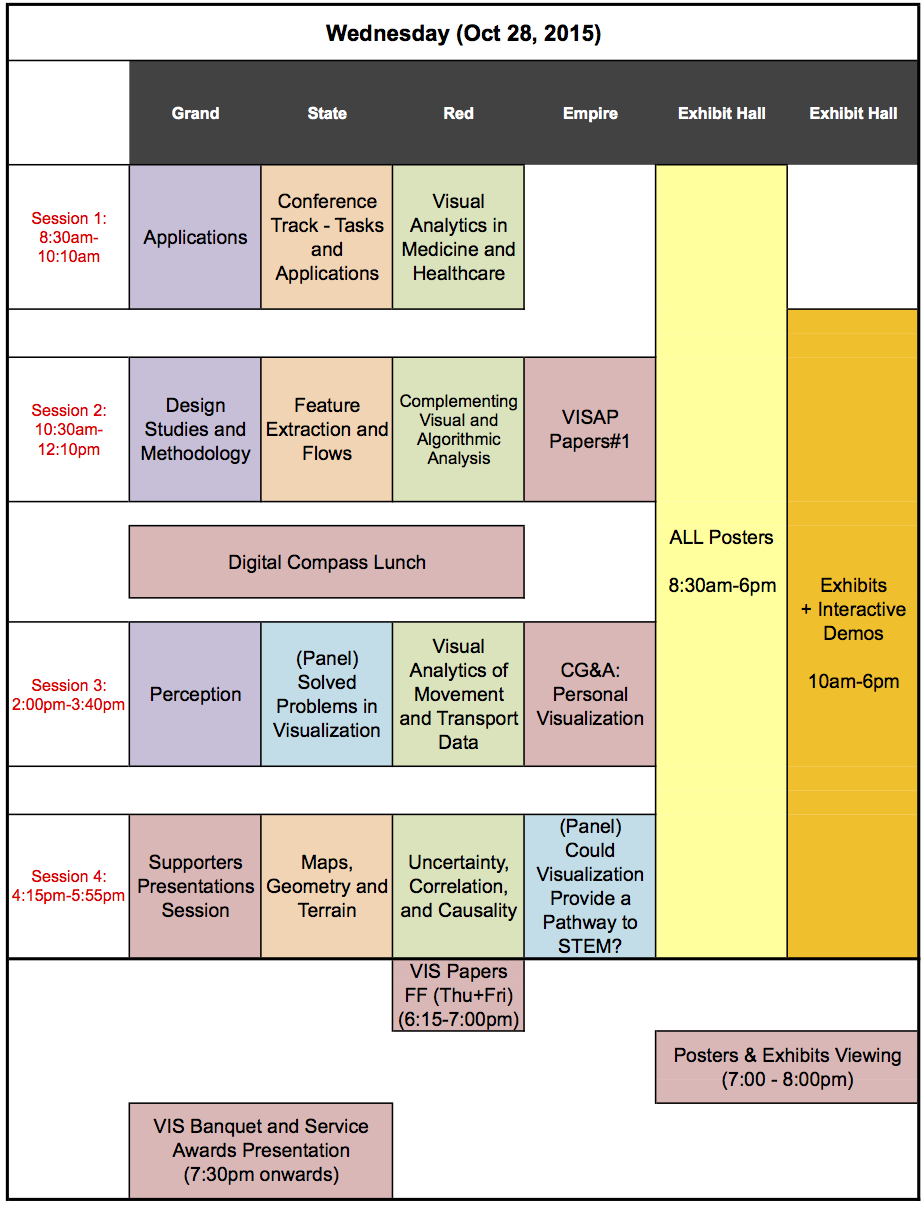 Wednesday (Oct 28, 2015)
Grand
State
Red
Empire
Exhibit Hall
Exhibit Hall
Session 1:
8:30am-
10:10am
Applications
Conference
Track - Tasks
and
Applications
Visual
Analytics in
Medicine and
Healthcare
Session 2:
10:30am-
12:10pm
Design
Studies and
Methodology
Feature
Extraction and
Flows
Complementing
Visual and
Algorithmic
Analysis
VISAP
Papers#1
ALL Posters
8:30am-6pm
Exhibits
+ Interactive
Demos
10am-6pm
Digital Compass Lunch
Session 3:
2:00pm-3:40pm
Perception
(Panel)
Solved
Problems in
Visualization
Visual
Analytics of
Movement
and Transport
Data
CG&A:
Personal
Visualization
Session 4:
4:15pm-5:55pm
Supporters
Presentations
Session
Maps,
Geometry and
Terrain
Uncertainty,
Correlation,
and Causality
(Panel)
Could
Visualization
Provide a
Pathway to
STEM?
VIS Papers
FF (Thu+Fri)
(6:15-7:00pm)
Posters & Exhibits Viewing
(7:00 - 8:00pm)
VIS Banquet and Service
Awards Presentation
(7:30pm onwards)